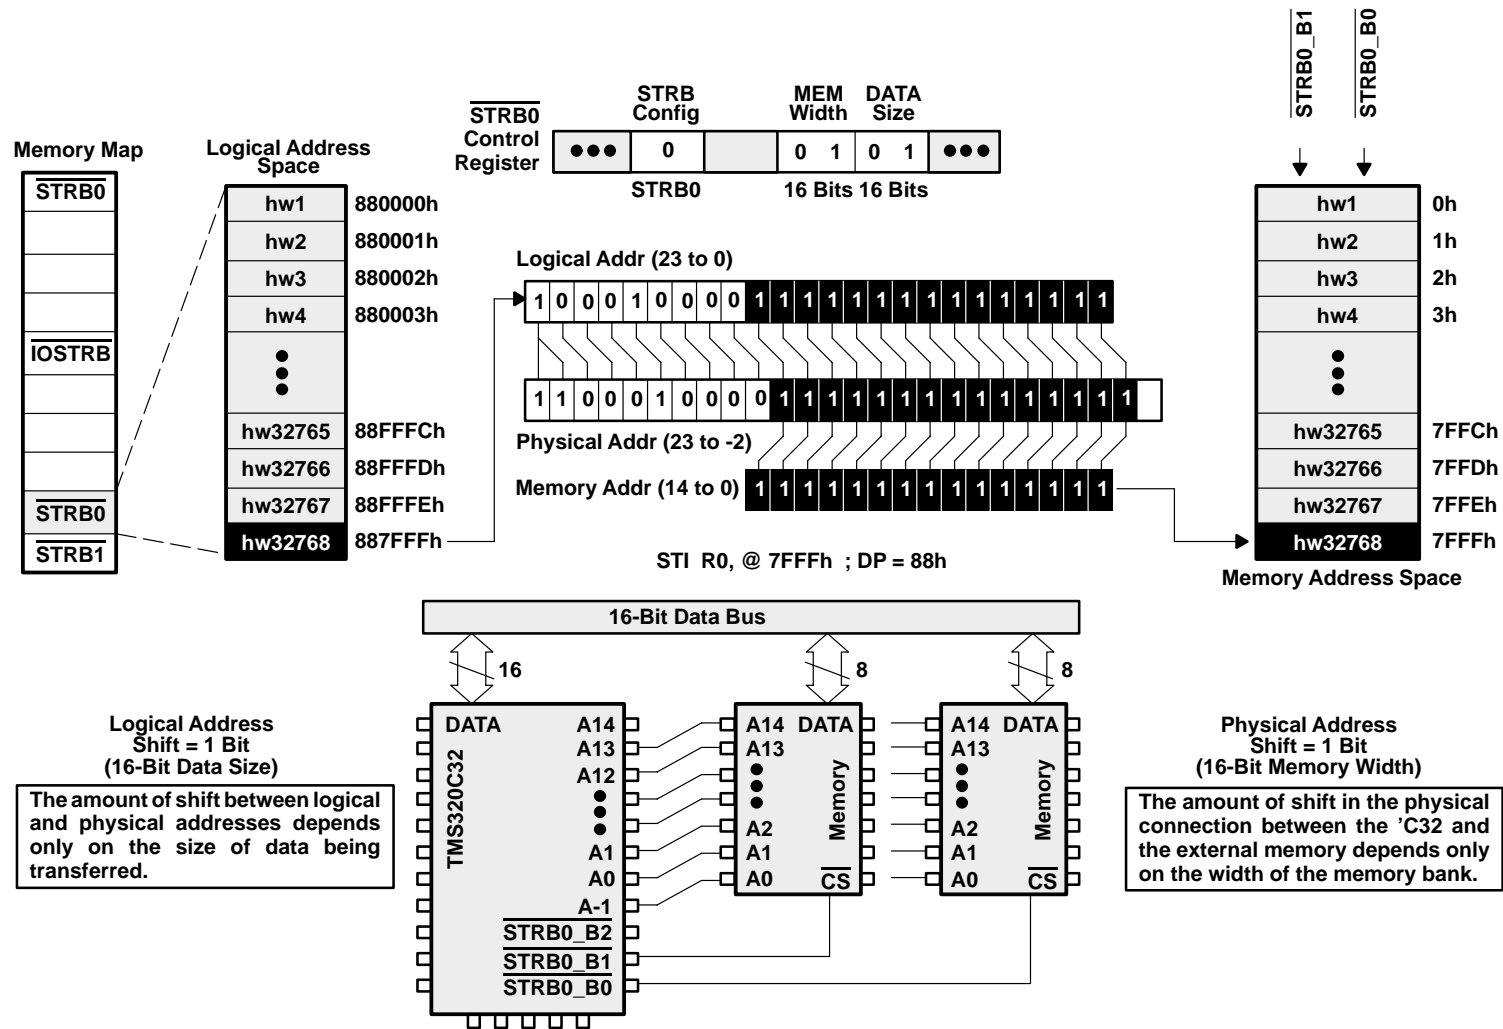 STRB0_B1
STRB0_B0
STRB0
Control
Register
STRB
Config
MEM
Width
DATA
Size
●●● 0 0 1 0 1 ●●●
STRB0
16 Bits 16 Bits
Memory Map
STRB0
IOSTRB
STRB0
STRB1
Logical Address
Space
hw1 880000h
hw2 880001h
hw3 880002h
hw4 880003h
hw32765 88FFFCh
hw32766 88FFFDh
hw32767 88FFFEh
hw32768 887FFFh
Logical Addr (23 to 0)
1 0 0 0 1 0 0 0 0 1 1 1 1 1 1 1 1 1 1 1 1 1 1 1
1 1 0 0 0 1 0 0 0 0 1 1 1 1 1 1 1 1 1 1 1 1 1 1 1
Physical Addr (23 to -2)
Memory Addr (14 to 0) 1 1 1 1 1 1 1 1 1 1 1 1 1 1 1
STI R0, @ 7FFFh ; DP = 88h
hw1 0h
hw2 1h
hw3 2h
hw4 3h
hw32765 7FFCh
hw32766 7FFDh
hw32767 7FFEh
hw32768 7FFFh
Memory Address Space
16-Bit Data Bus
16
8
8
Logical Address
Shift = 1 Bit
(16-Bit Data Size)
The amount of shift between logical
and physical addresses depends
only on the size of data being
transferred.
TMS320C32
DATA
A14
A13
A12
A2
A1
A0
A-1
STRB0_B2
STRB0_B1
STRB0_B0
A14 DATA
A13
Memory
A2
A1
A0 CS
A14 DATA
A13
Memory
A2
A1
A0 CS
Physical Address
Shift = 1 Bit
(16-Bit Memory Width)
The amount of shift in the physical
connection between the ’C32 and
the external memory depends only
on the width of the memory bank.